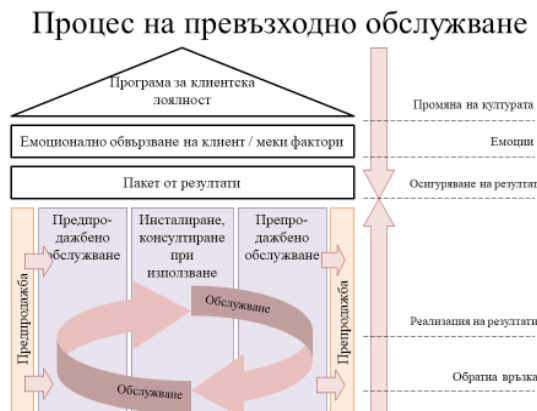 Процес на превъзходно обслужване
Програма за клиентска
лоялност
Промяна на културата
Емоционално обвързване на клиент / меки фактори
Емоции
Пакет от резултати
Осигуряване на резултат
Предпро-
дажбено
обслужване
Инсталиране,
консултиране
при
използване
Препро-
дажбено
обслужване
Предпродажба
Препродажба
Обслужване
Обслужване
Реализация на резултати
Обратна връзка